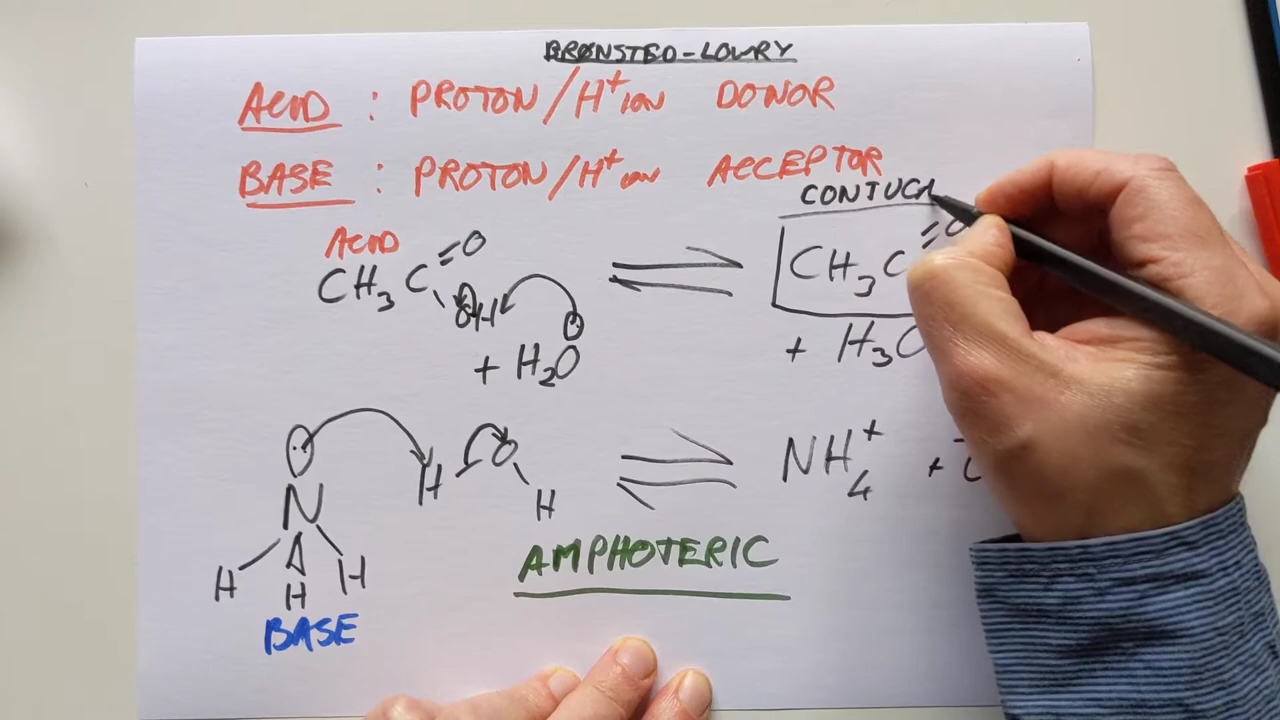 BRØNSTED-LOWRY
ACID : PROTON/H⁺ ION DONOR
BASE : PROTON/H⁺ ION ACCEPTOR
CONJUGA
ACID
CH₃C=O
OH
+ H₂O
CH₃C=O
+ H₃O
N
H H H
H O
H
NH₄⁺ +
BASE
AMPHOTERIC